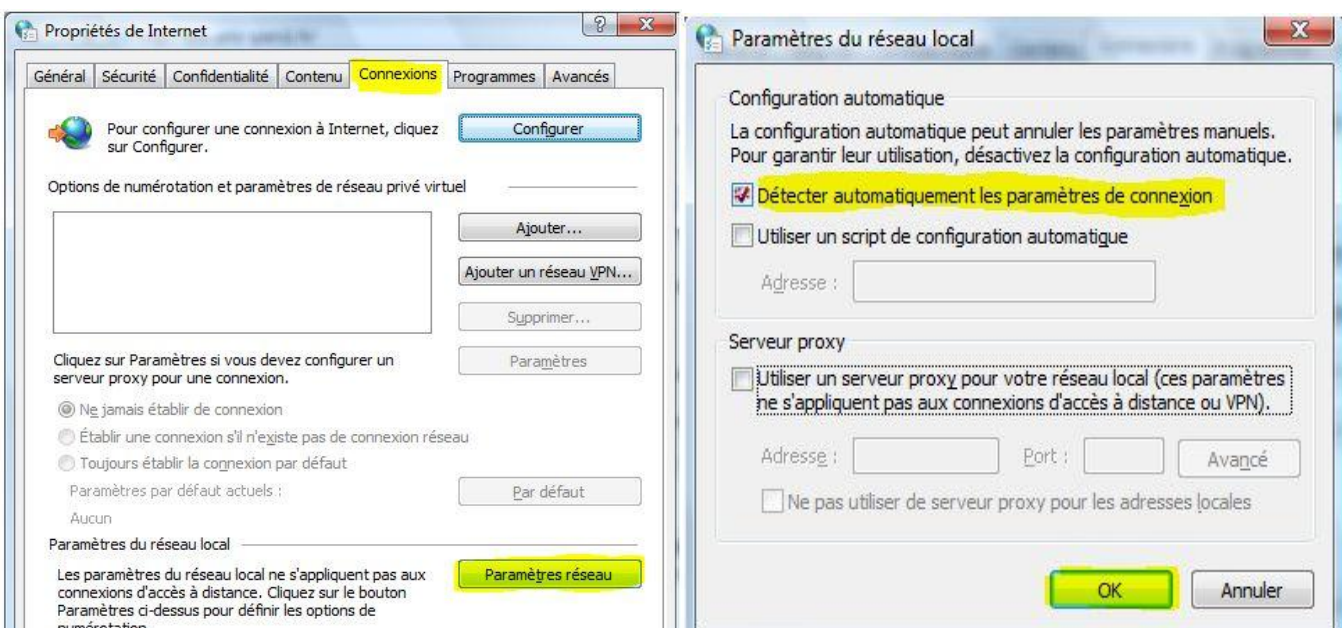 Propriétés de Internet
Général Sécurité Confidentialité Contenu Connexions Programmes Avancés
Pour configurer une connexion à Internet, cliquez
sur Configurer.
Configurer
Options de numérotation et paramètres de réseau privé virtuel
Ajouter...
Ajouter un réseau VPN...
Supprimer...
Cliquez sur Paramètres si vous devez configurer un
serveur proxy pour une connexion.
Paramètres
Ne jamais établir de connexion
Établir une connexion s'il n'existe pas de connexion réseau
Toujours établir la connexion par défaut
Paramètres par défaut actuels :
Par défaut
Aucun
Paramètres du réseau local
Les paramètres du réseau local ne s'appliquent pas aux
connexions d'accès à distance. Cliquez sur le bouton
Paramètres ci-dessus pour définir les options de
numérotation.
Paramètres réseau
Paramètres du réseau local
Configuration automatique
La configuration automatique peut annuler les paramètres manuels.
Pour garantir leur utilisation, désactivez la configuration automatique.
Détecter automatiquement les paramètres de connexion
Utiliser un script de configuration automatique
Adresse :
Serveur proxy
Utiliser un serveur proxy pour votre réseau local (ces paramètres
ne s'appliquent pas aux connexions d'accès à distance ou VPN).
Adresse : Port : Avancé
Ne pas utiliser de serveur proxy pour les adresses locales
OK Annuler